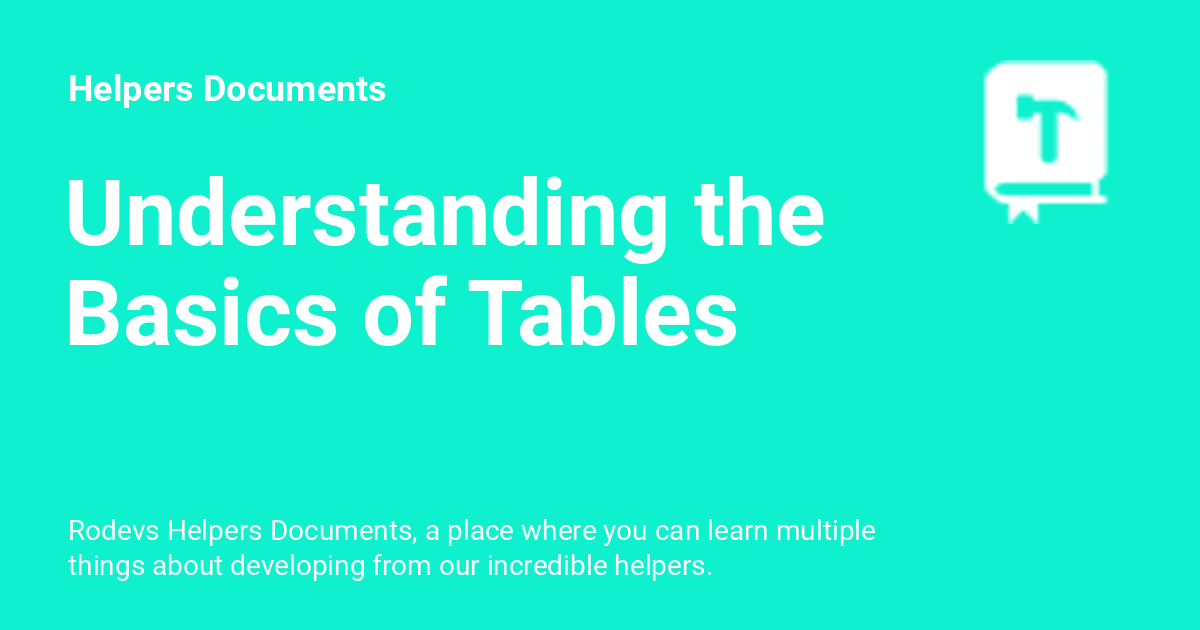 Helpers Documents
Understanding the
Basics of Tables
Rodevs Helpers Documents, a place where you can learn multiple
things about developing from our incredible helpers.